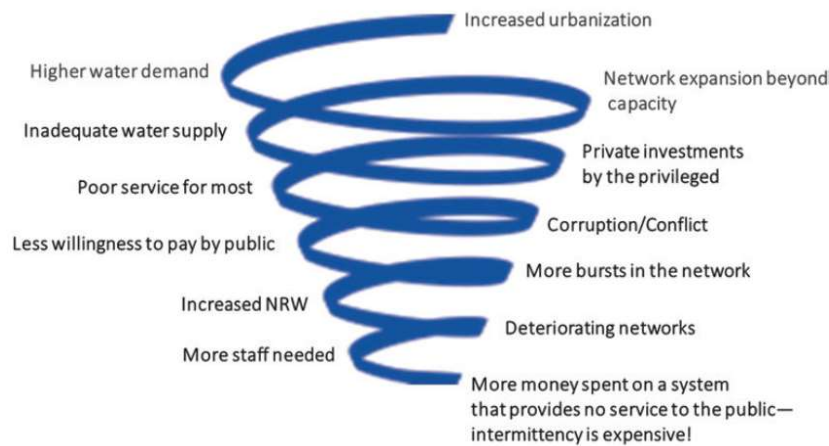 Increased urbanization
Higher water demand
Network expansion beyond
capacity
Inadequate water supply
Private investments
by the privileged
Poor service for most
Corruption/Conflict
Less willingness to pay by public
More bursts in the network
Increased NRW
Deteriorating networks
More staff needed
More money spent on a system
that provides no service to the public—
intermittency is expensive!